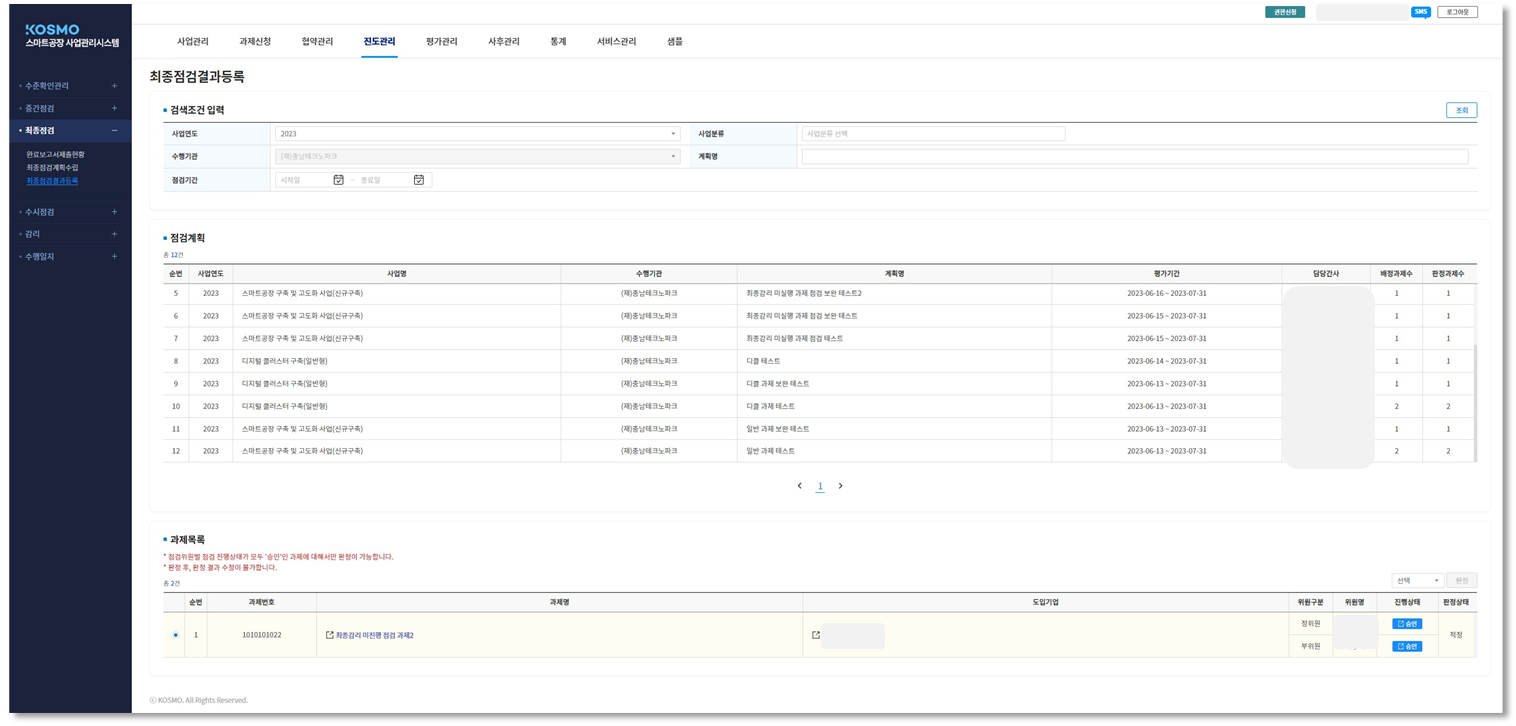 권한신청 SMS 로그아웃
KOSMO
스마트공장 사업관리시스템
사업관리 과제신청 협약관리 진도관리 평가관리 사후관리 통계 서비스관리 샘플
수준확인관리 +
중간점검 +
최종점검 −
완료보고서제출현황
최종점검계획수립
최종점검결과등록
수시점검 +
감리 +
수행일지 +
최종점검결과등록
검색조건 입력 조회
사업연도 2023 사업분류 사업분류 선택
수행기관 (재)충남테크노파크 계획명
점검기간 시작일 ~ 종료일
점검계획
총 12건
순번 사업연도 사업명 수행기관 계획명 평가기간 담당간사 배정과제수 판정과제수
5 2023 스마트공장 구축 및 고도화 사업(신규구축) (재)충남테크노파크 최종감리 미실행 과제 점검 보완 테스트2 2023-06-16 ~ 2023-07-31 1 1
6 2023 스마트공장 구축 및 고도화 사업(신규구축) (재)충남테크노파크 최종감리 미실행 과제 점검 보완 테스트 2023-06-15 ~ 2023-07-31 1 1
7 2023 스마트공장 구축 및 고도화 사업(신규구축) (재)충남테크노파크 최종감리 미실행 과제 점검 테스트 2023-06-15 ~ 2023-07-31 1 1
8 2023 디지털 클러스터 구축(일반형) (재)충남테크노파크 디클 테스트 2023-06-14 ~ 2023-07-31 1 1
9 2023 디지털 클러스터 구축(일반형) (재)충남테크노파크 디클 과제 보완 테스트 2023-06-13 ~ 2023-07-31 1 1
10 2023 디지털 클러스터 구축(일반형) (재)충남테크노파크 디클 과제 테스트 2023-06-13 ~ 2023-07-31 2 2
11 2023 스마트공장 구축 및 고도화 사업(신규구축) (재)충남테크노파크 일반 과제 보완 테스트 2023-06-13 ~ 2023-07-31 1 1
12 2023 스마트공장 구축 및 고도화 사업(신규구축) (재)충남테크노파크 일반 과제 테스트 2023-06-13 ~ 2023-07-31 2 2
1
과제목록
* 점검위원별 점검 진행상태가 모두 '승인'인 과제에 대해서만 판정이 가능합니다.
* 판정 후, 판정 결과 수정이 불가합니다.
총 2건
선택 판정
순번 과제번호 과제명 도입기업 위원구분 위원명 진행상태 판정상태
1 1010101022 최종감리 미진행 점검 과제2 정위원 승인 적정
부위원 승인
ⓒ KOSMO. All Rights Reserved.